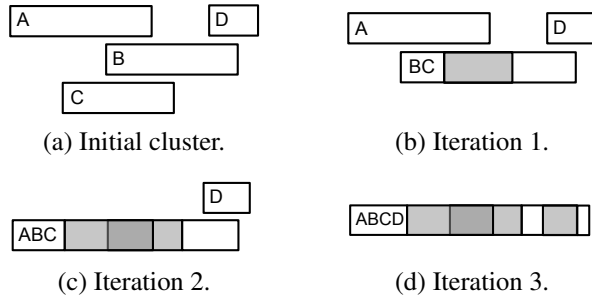 A
D
B
C
(a) Initial cluster.
A
D
BC
(b) Iteration 1.
D
ABC
(c) Iteration 2.
ABCD
(d) Iteration 3.